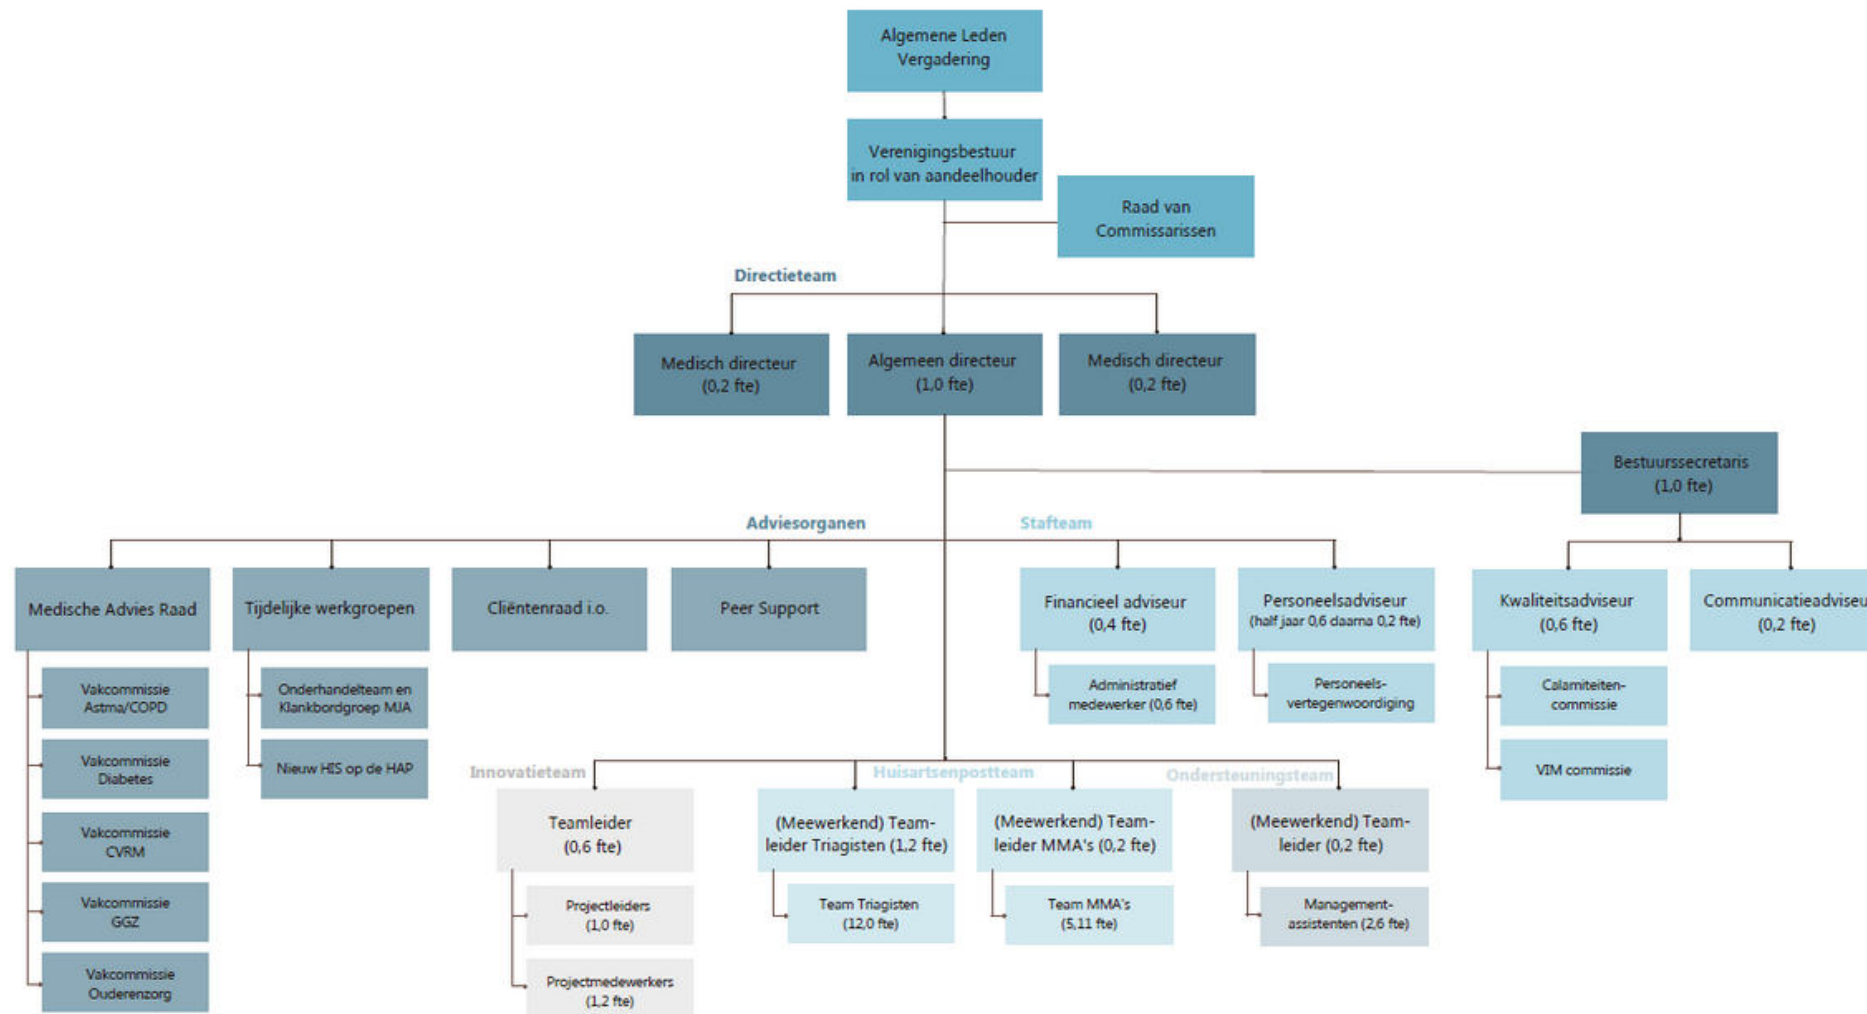 Algemene Leden
Vergadering
Verenigingsbestuur
in rol van aandeelhouder
Raad van
Commissarissen
Directieteam
Medisch directeur
(0,2 fte)
Algemeen directeur
(1,0 fte)
Medisch directeur
(0,2 fte)
Bestuurssecretaris
(1,0 fte)
Adviesorganen
Stafteam
Medische Advies Raad
Tijdelijke werkgroepen
Cliëntenraad i.o.
Peer Support
Financieel adviseur
(0,4 fte)
Personeelsadviseur
(half jaar 0,6 daarna 0,2 fte)
Kwaliteitsadviseur
(0,6 fte)
Communicatieadviseu
(0,2 fte)
Vakcommissie
Astma/COPD
Vakcommissie
Diabetes
Vakcommissie
CVRM
Vakcommissie
GGZ
Vakcommissie
Ouderenzorg
Onderhandelteam en
Klankbordgroep MJA
Nieuw HIS op de HAP
Administratief
medewerker (0,6 fte)
Personeels-
vertegenwoordiging
Calamiteiten-
commissie
VIM commissie
Innovatieteam
Huisartsenpostteam
Ondersteuningsteam
Teamleider
(0,6 fte)
Projectleiders
(1,0 fte)
Projectmedewerkers
(1,2 fte)
(Meewerkend) Team-
leider Triagisten (1,2 fte)
Team Triagisten
(12,0 fte)
(Meewerkend) Team-
leider MMA's (0,2 fte)
Team MMA's
(5,11 fte)
(Meewerkend) Team-
leider (0,2 fte)
Management-
assistenten (2,6 fte)